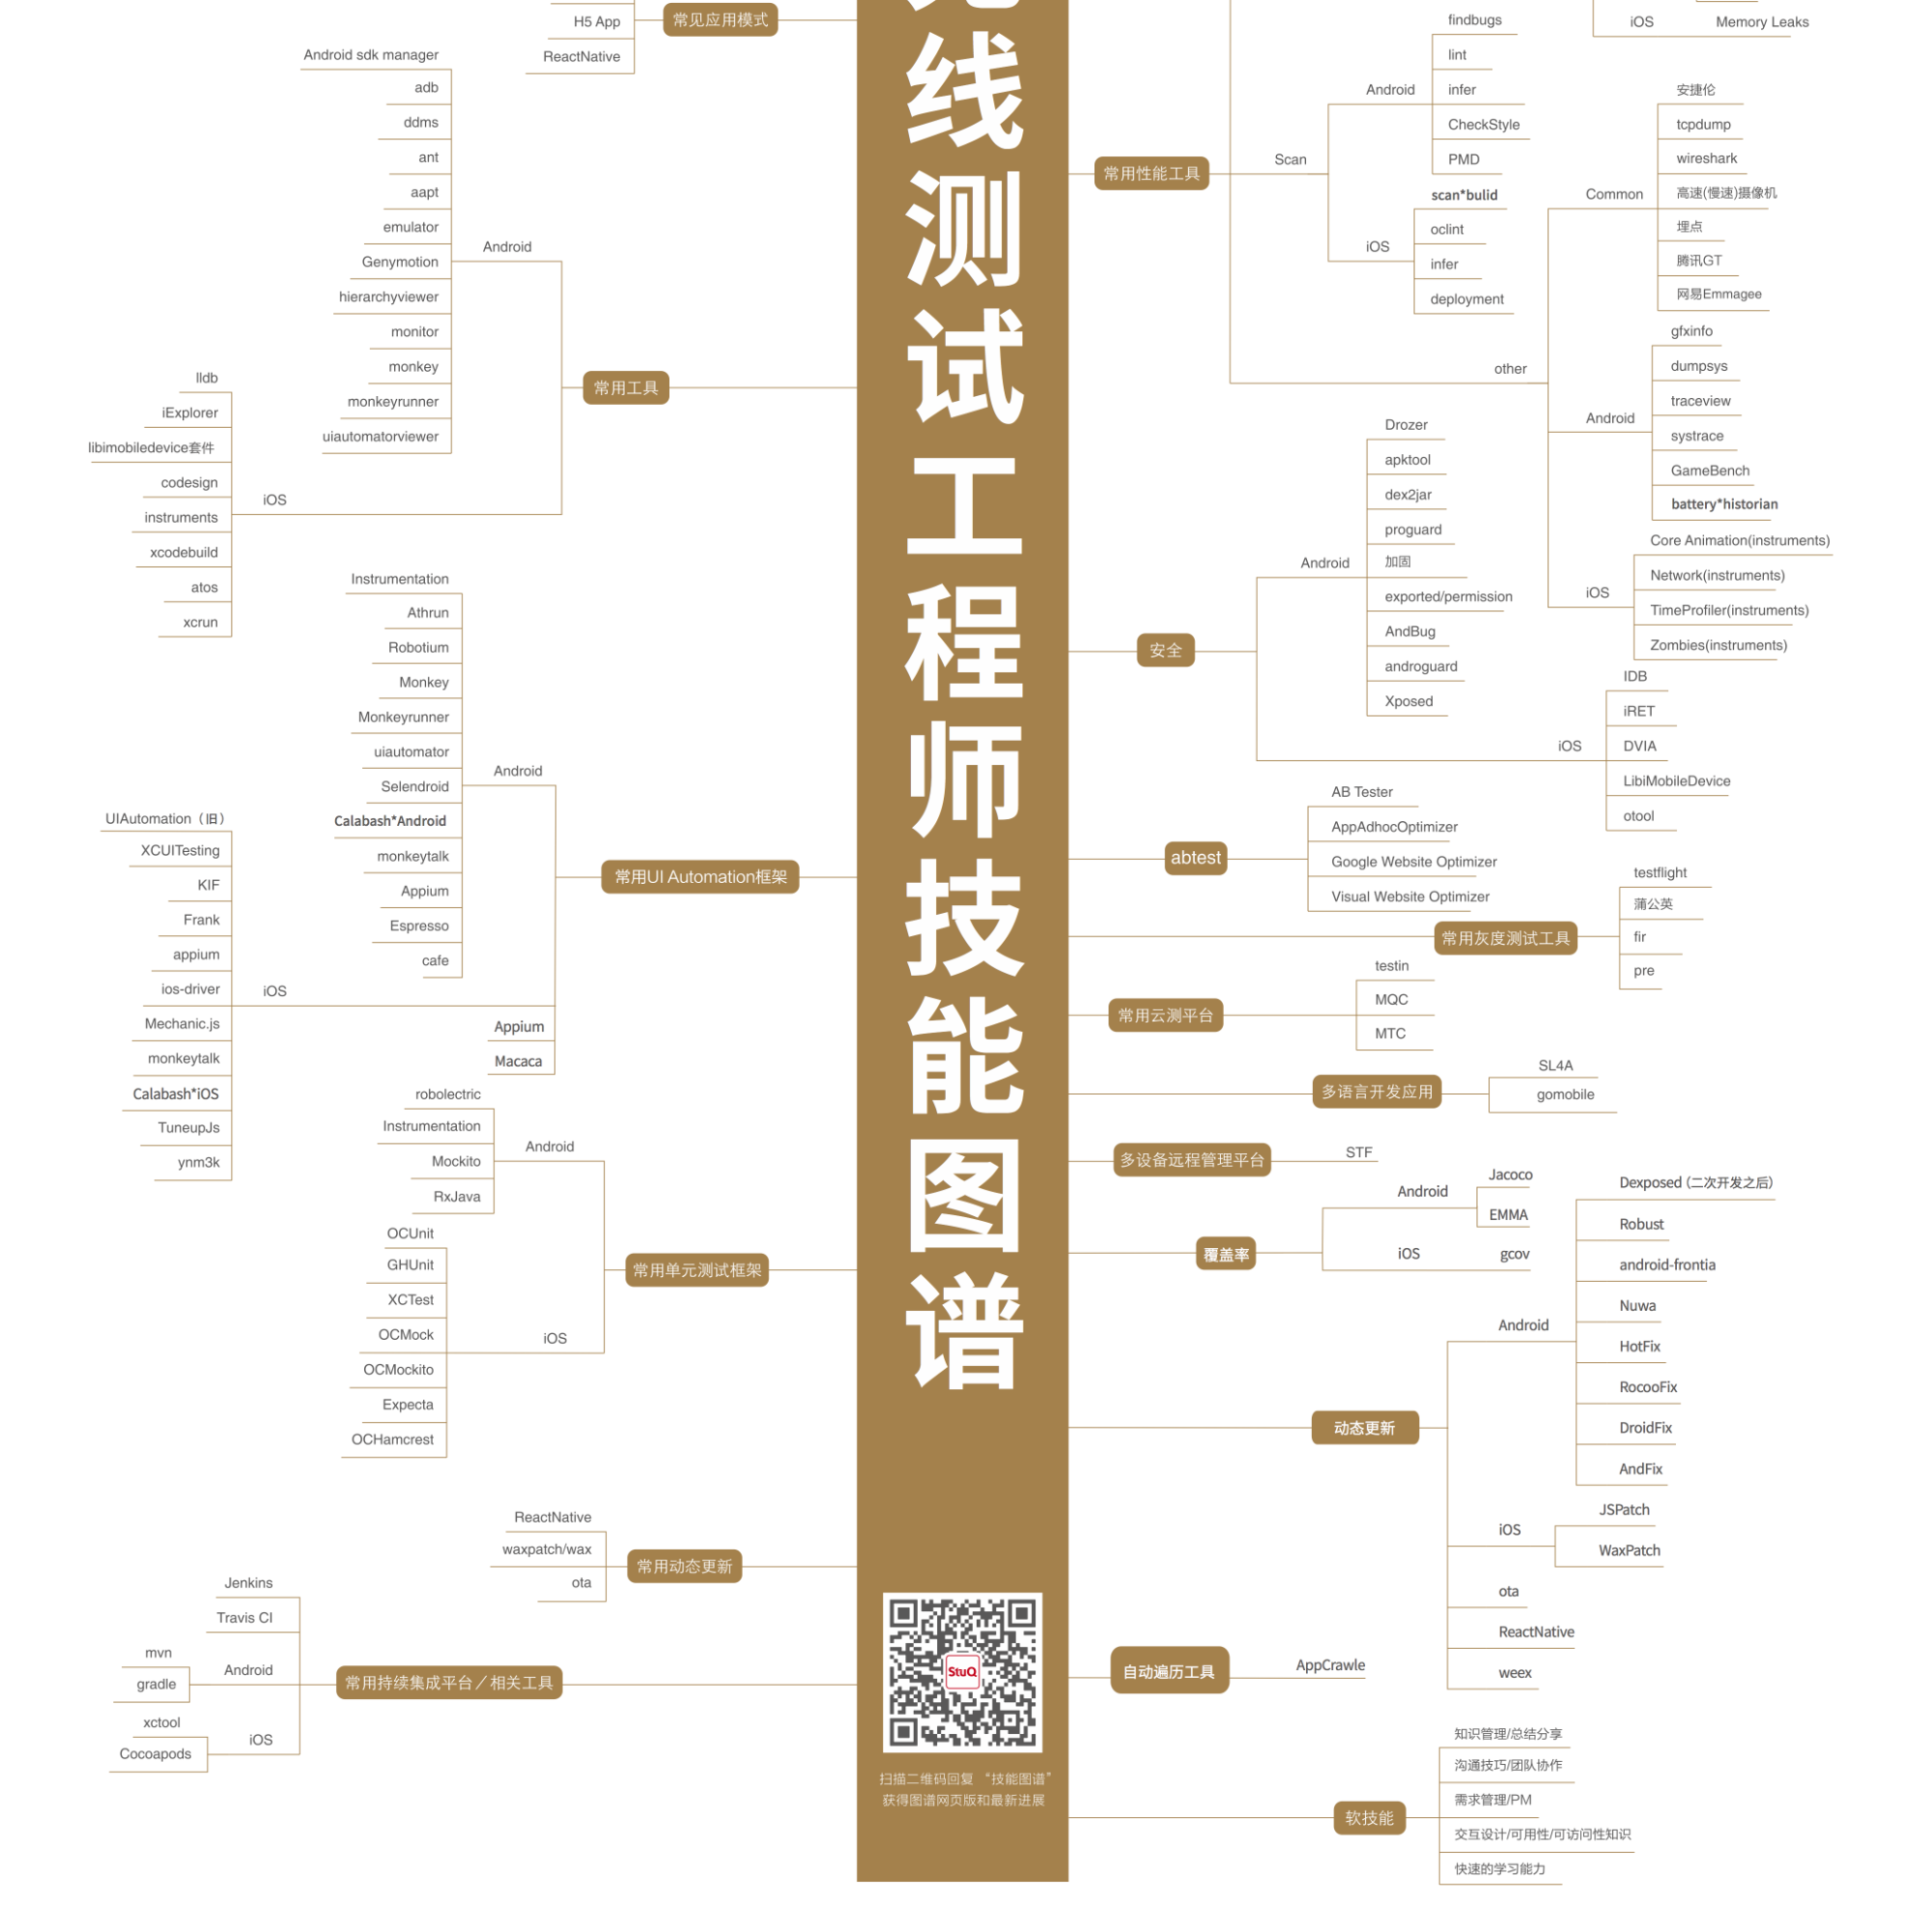 H5 App
ReactNative
常见应用模式
Android sdk manager
adb
ddms
ant
aapt
emulator
Genymotion
hierarchyviewer
monitor
monkey
monkeyrunner
uiautomatorviewer
Android
lldb
iExplorer
libimobiledevice套件
codesign
instruments
xcodebuild
atos
xcrun
iOS
常用工具
Instrumentation
Athrun
Robotium
Monkey
Monkeyrunner
uiautomator
Selendroid
Calabash*Android
monkeytalk
Appium
Espresso
cafe
Android
UIAutomation（旧）
XCUITesting
KIF
Frank
appium
ios-driver
Mechanic.js
monkeytalk
Calabash*iOS
TuneupJs
ynm3k
iOS
Appium
Macaca
常用UI Automation框架
robolectric
Instrumentation
Mockito
RxJava
Android
OCUnit
GHUnit
XCTest
OCMock
OCMockito
Expecta
OCHamcrest
iOS
常用单元测试框架
ReactNative
waxpatch/wax
ota
常用动态更新
Jenkins
Travis CI
mvn
gradle
Android
xctool
Cocoapods
iOS
常用持续集成平台／相关工具
线
测
试
工
程
师
技
能
图
谱
StuQ
扫描二维码回复 “技能图谱”
获得图谱网页版和最新进展
iOS
Memory Leaks
常用性能工具
Scan
Android
findbugs
lint
infer
CheckStyle
PMD
iOS
scan*bulid
oclint
infer
deployment
other
Common
安捷伦
tcpdump
wireshark
高速(慢速)摄像机
埋点
腾讯GT
网易Emmagee
Android
gfxinfo
dumpsys
traceview
systrace
GameBench
battery*historian
iOS
Core Animation(instruments)
Network(instruments)
TimeProfiler(instruments)
Zombies(instruments)
安全
Android
Drozer
apktool
dex2jar
proguard
加固
exported/permission
AndBug
androguard
Xposed
iOS
IDB
iRET
DVIA
LibiMobileDevice
otool
abtest
AB Tester
AppAdhocOptimizer
Google Website Optimizer
Visual Website Optimizer
常用灰度测试工具
testflight
蒲公英
fir
pre
常用云测平台
testin
MQC
MTC
多语言开发应用
SL4A
gomobile
多设备远程管理平台
STF
覆盖率
Android
Jacoco
EMMA
iOS
gcov
动态更新
Android
Dexposed（二次开发之后）
Robust
android-frontia
Nuwa
HotFix
RocooFix
DroidFix
AndFix
iOS
JSPatch
WaxPatch
ota
ReactNative
weex
自动遍历工具
AppCrawle
软技能
知识管理/总结分享
沟通技巧/团队协作
需求管理/PM
交互设计/可用性/可访问性知识
快速的学习能力